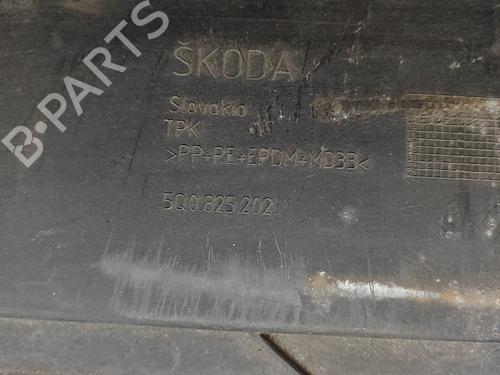 B-PARTS
ŠKODA
Slovakia
TPK
>PP+PE+EPDM+MD33<
5Q0.825.202